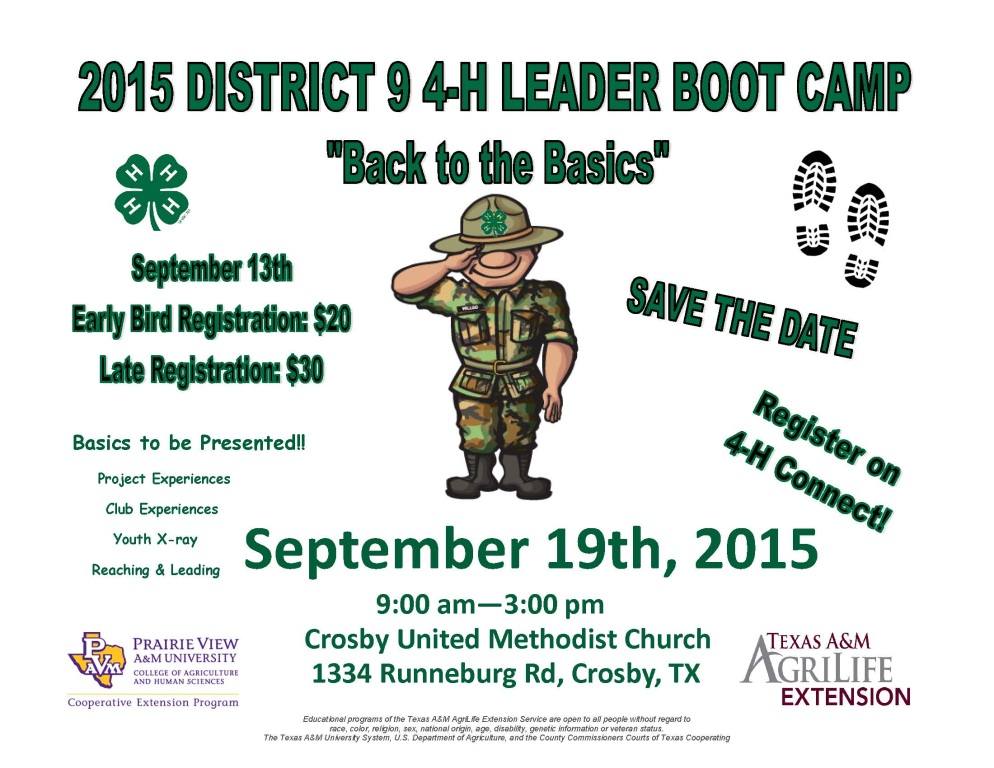 2015 DISTRICT 9 4-H LEADER BOOT CAMP
"Back to the Basics"
H H
H H
September 13th
Early Bird Registration: $20
Late Registration: $30
SAVE THE DATE
Register on
4-H Connect!
Basics to be Presented!!
Project Experiences
Club Experiences
Youth X-ray
Reaching & Leading
September 19th, 2015
9:00 am—3:00 pm
Crosby United Methodist Church
1334 Runneburg Rd, Crosby, TX
PVAM
PRAIRIE VIEW
A&M UNIVERSITY
COLLEGE OF AGRICULTURE
AND HUMAN SCIENCES
Cooperative Extension Program
TEXAS A&M
AGRILIFE
EXTENSION
Educational programs of the Texas A&M AgriLife Extension Service are open to all people without regard to
race, color, religion, sex, national origin, age, disability, genetic information or veteran status.
The Texas A&M University System, U.S. Department of Agriculture, and the County Commissioners Courts of Texas Cooperating